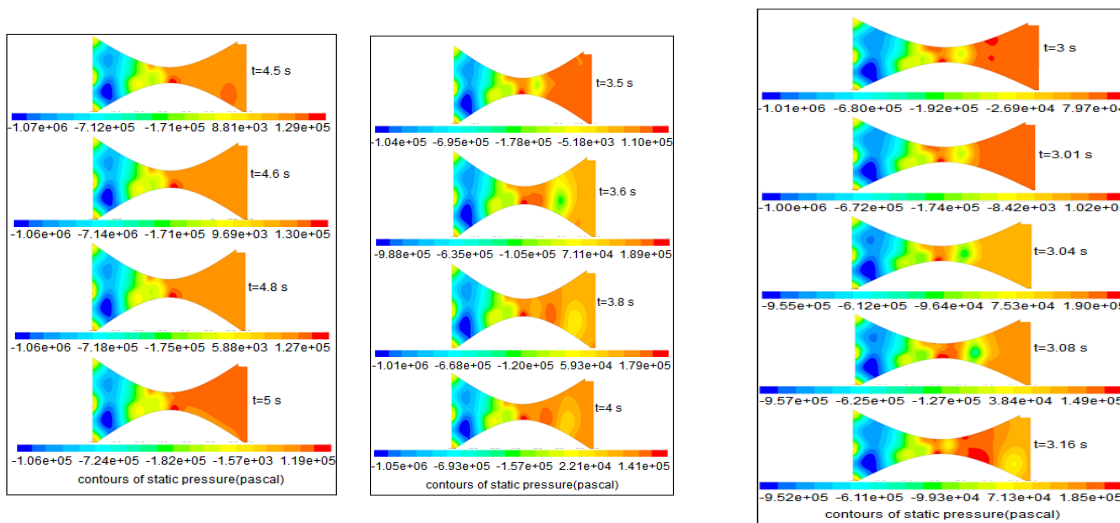 t=4.5 s
-1.07e+06 -7.12e+05 -1.71e+05 8.81e+03 1.29e+05
t=4.6 s
-1.06e+06 -7.14e+05 -1.71e+05 9.69e+03 1.30e+05
t=4.8 s
-1.06e+06 -7.18e+05 -1.75e+05 5.88e+03 1.27e+05
t=5 s
-1.06e+05 -7.24e+05 -1.82e+05 -1.57e+03 1.19e+05
contours of static pressure(pascal)
t=3.5 s
-1.04e+05 -6.95e+05 -1.78e+05 -5.18e+03 1.10e+05
t=3.6 s
-9.88e+05 -6.35e+05 -1.05e+05 7.11e+04 1.89e+05
t=3.8 s
-1.01e+06 -6.68e+05 -1.20e+05 5.93e+04 1.79e+05
t=4 s
-1.05e+06 -6.93e+05 -1.57e+05 2.21e+04 1.41e+05
contours of static pressure(pascal)
t=3 s
-1.01e+06 -6.80e+05 -1.92e+05 -2.69e+04 7.97e+04
t=3.01 s
-1.00e+06 -6.72e+05 -1.74e+05 -8.42e+03 1.02e+05
t=3.04 s
-9.55e+05 -6.12e+05 -9.64e+04 7.53e+04 1.90e+05
t=3.08 s
-9.57e+05 -6.25e+05 -1.27e+05 3.84e+04 1.49e+05
t=3.16 s
-9.52e+05 -6.11e+05 -9.93e+04 7.13e+04 1.85e+05
contours of static pressure(pascal)